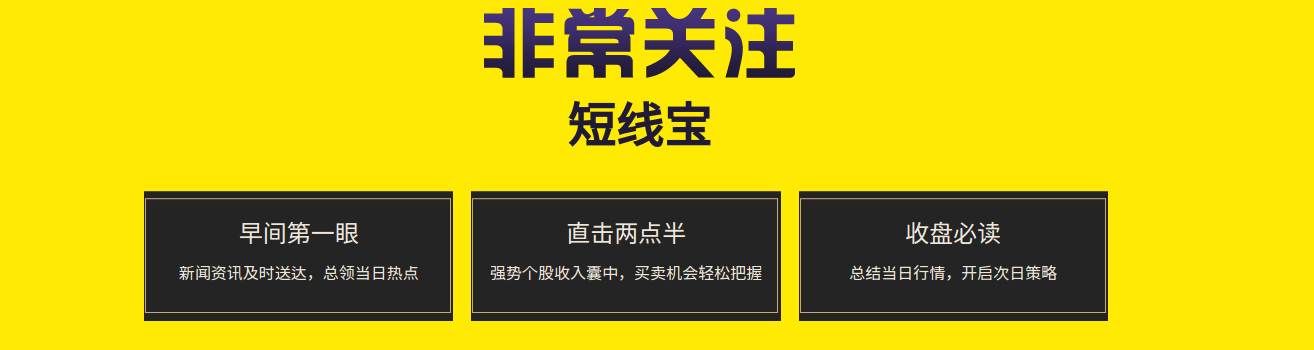 非常关注
短线宝
早间第一眼
新闻资讯及时送达，总领当日热点
直击两点半
强势个股收入囊中，买卖机会轻松把握
收盘必读
总结当日行情，开启次日策略